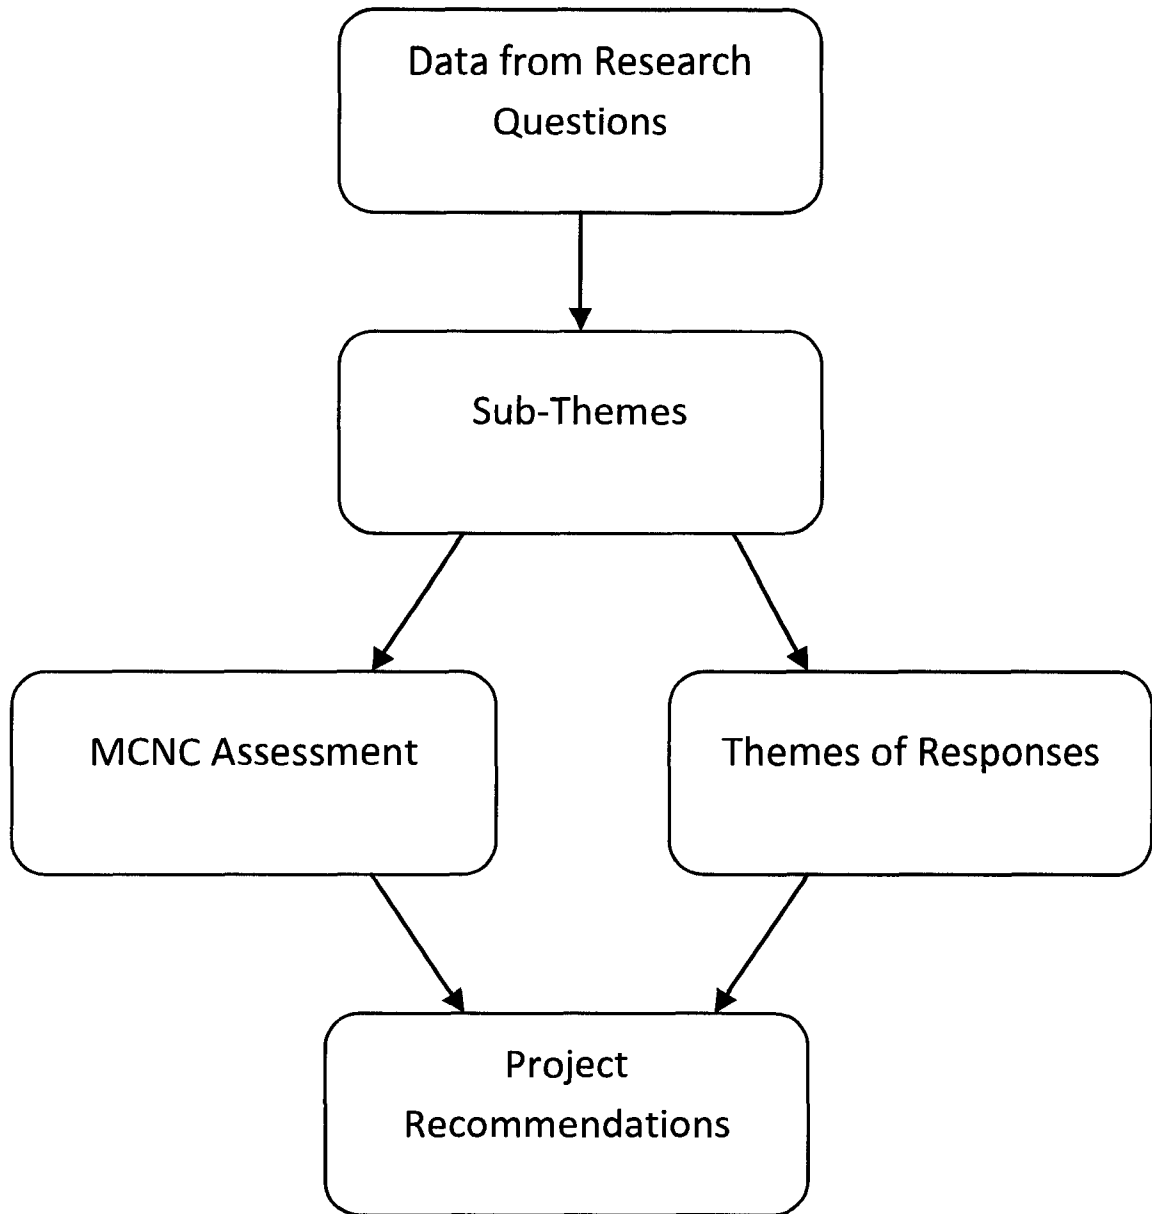 Data from Research
Questions
Sub-Themes
MCNC Assessment
Themes of Responses
Project
Recommendations